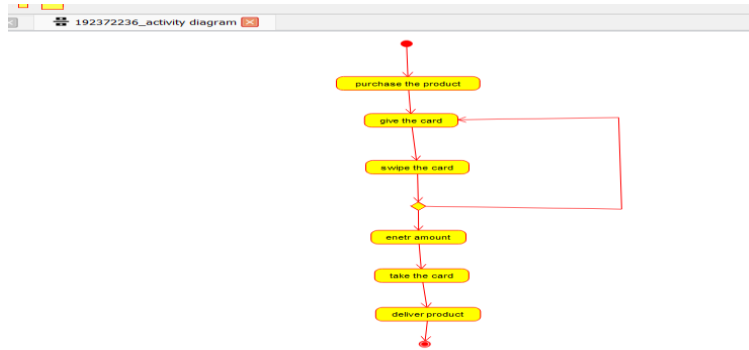 192372236_activity diagram
purchase the product
give the card
swipe the card
enetr amount
take the card
deliver product